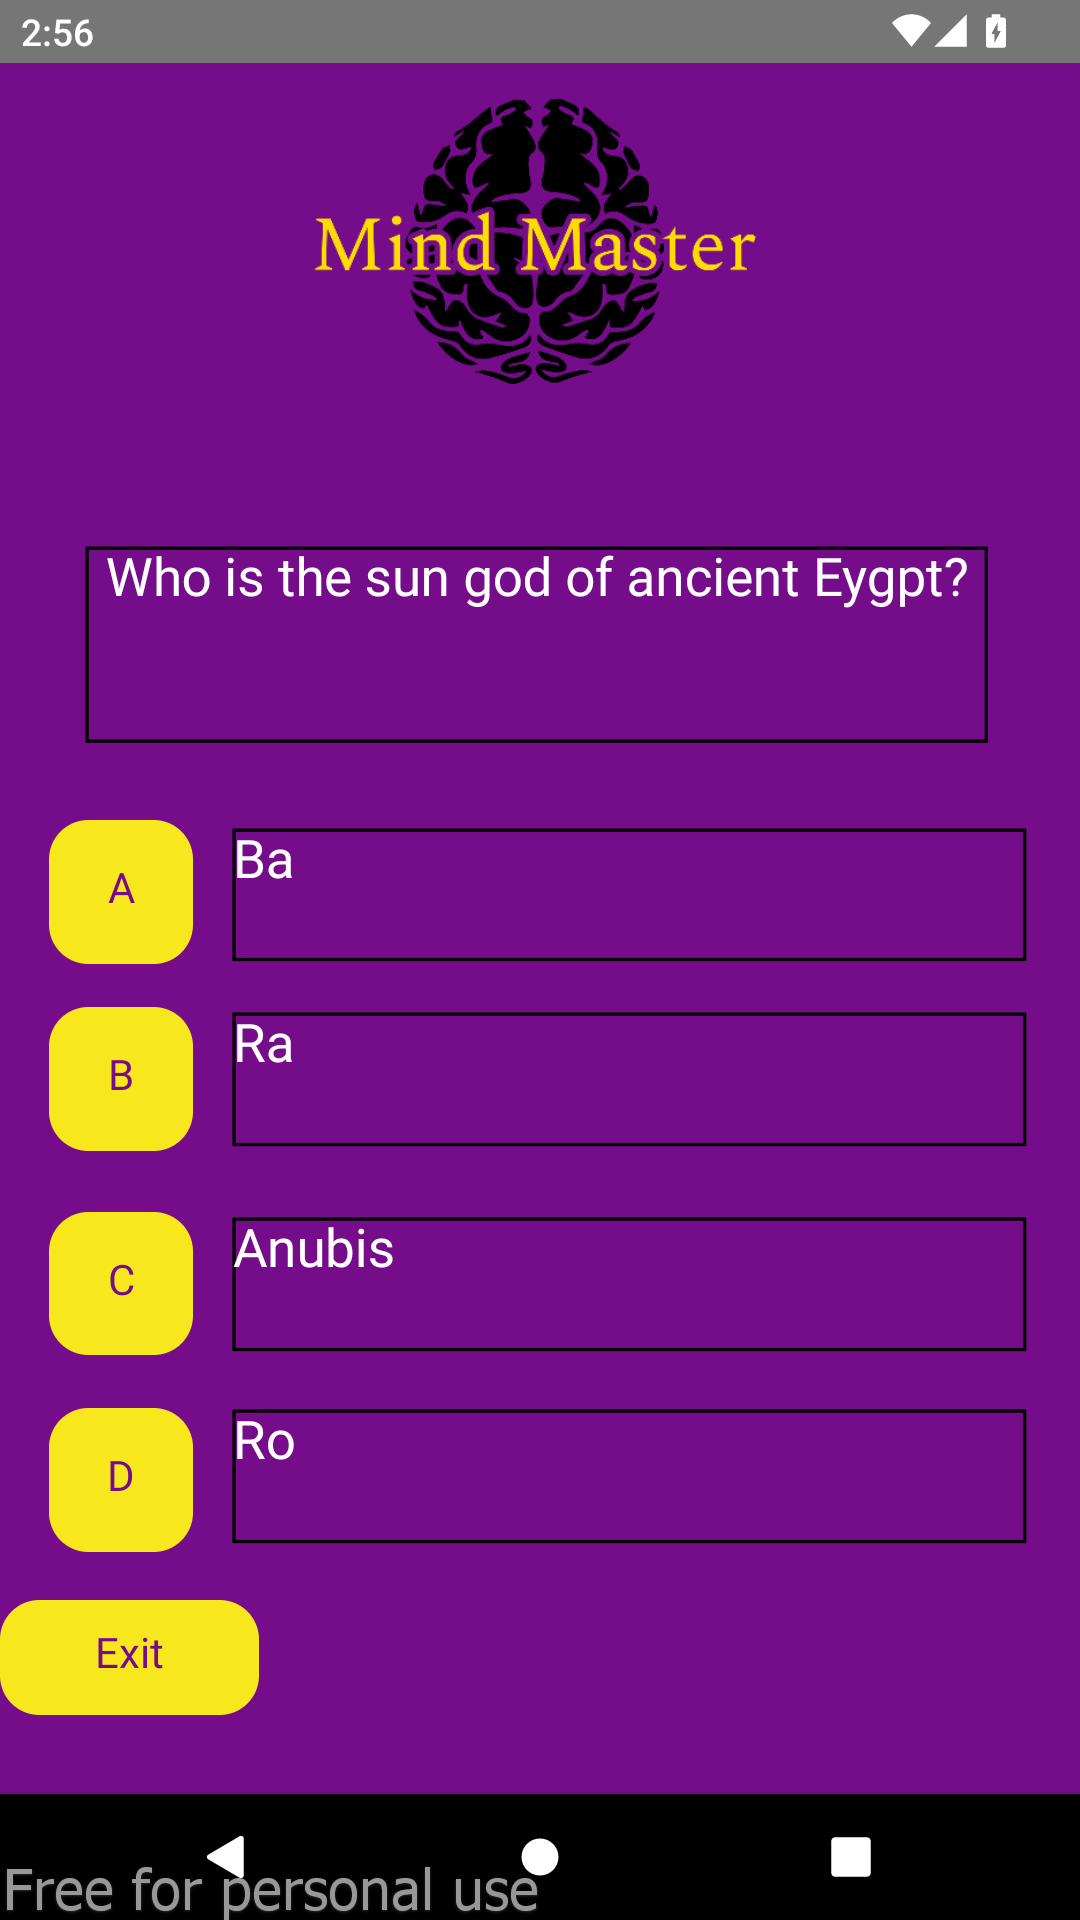 2:56
Mind Master
Who is the sun god of ancient Eygpt?
A
Ba
B
Ra
C
Anubis
D
Ro
Exit
Free for personal use